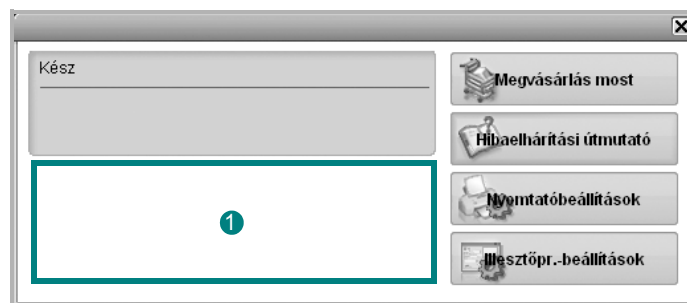 Kész
Megvásárlás most
Hibaelhárítási útmutató
Nyomtatóbeállítások
Illesztőpr.-beállítások
1